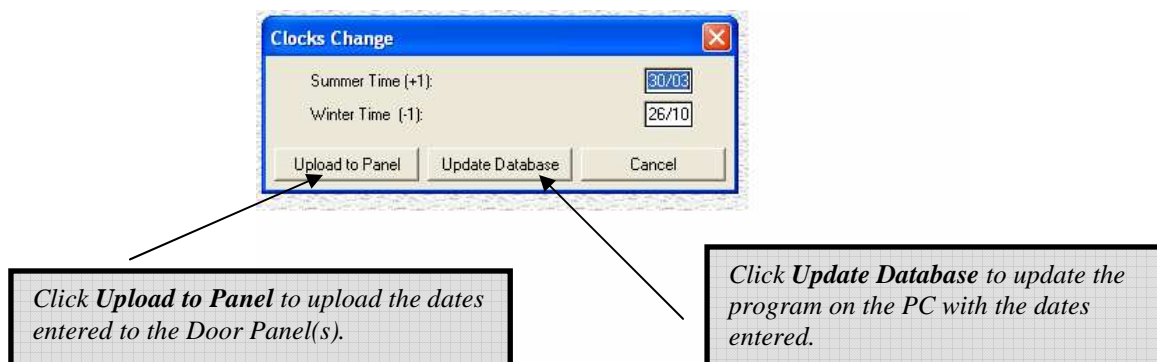 Clocks Change
Summer Time (+1): 30/03
Winter Time (-1): 26/10
Upload to Panel Update Database Cancel
Click Upload to Panel to upload the dates
entered to the Door Panel(s).
Click Update Database to update the
program on the PC with the dates
entered.